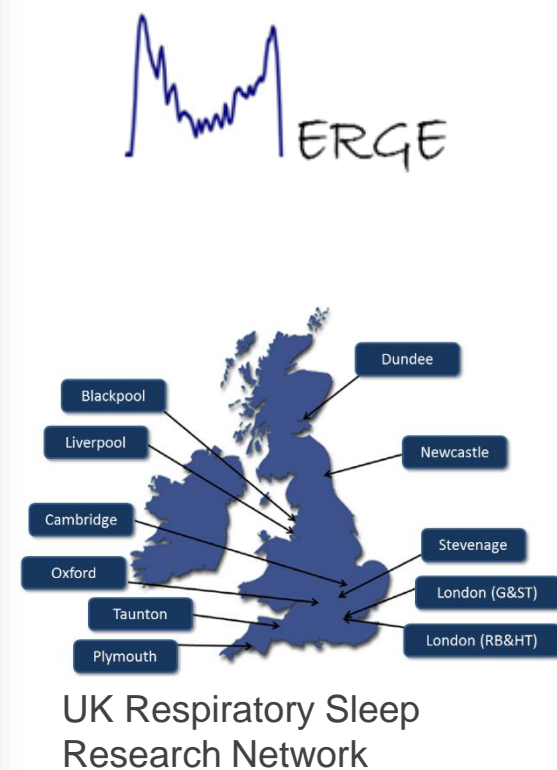 MERGE
Dundee
Blackpool
Liverpool
Newcastle
Cambridge
Stevenage
Oxford
London (G&ST)
Taunton
London (RB&HT)
Plymouth
UK Respiratory Sleep
Research Network